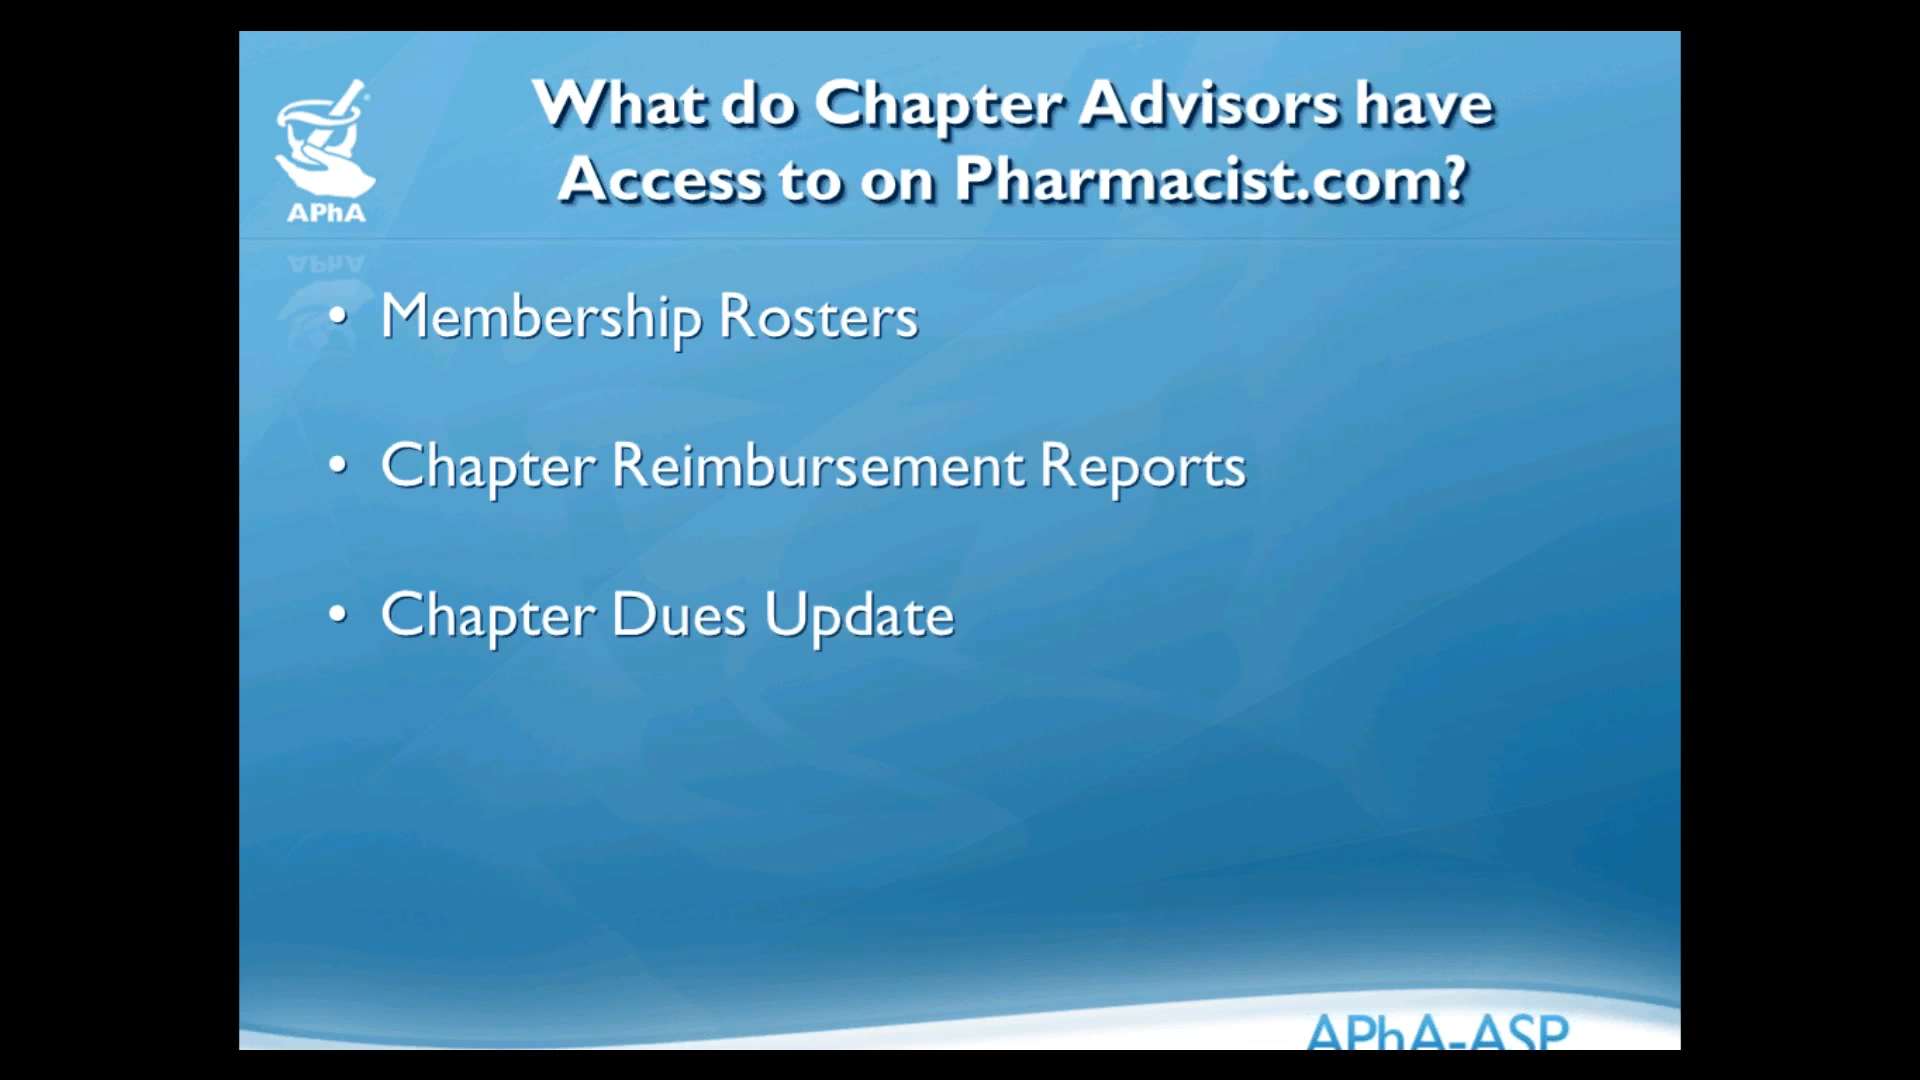 What do Chapter Advisors have
Access to on Pharmacist.com?
APhA
• Membership Rosters
• Chapter Reimbursement Reports
• Chapter Dues Update
APhA-ASP